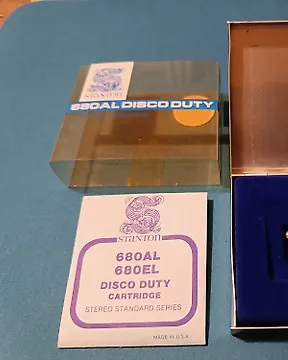 STANTON
680AL DISCO DUTY
STANTON
680AL
680EL
DISCO DUTY
CARTRIDGE
STEREO STANDARD SERIES
MADE IN U.S.A.